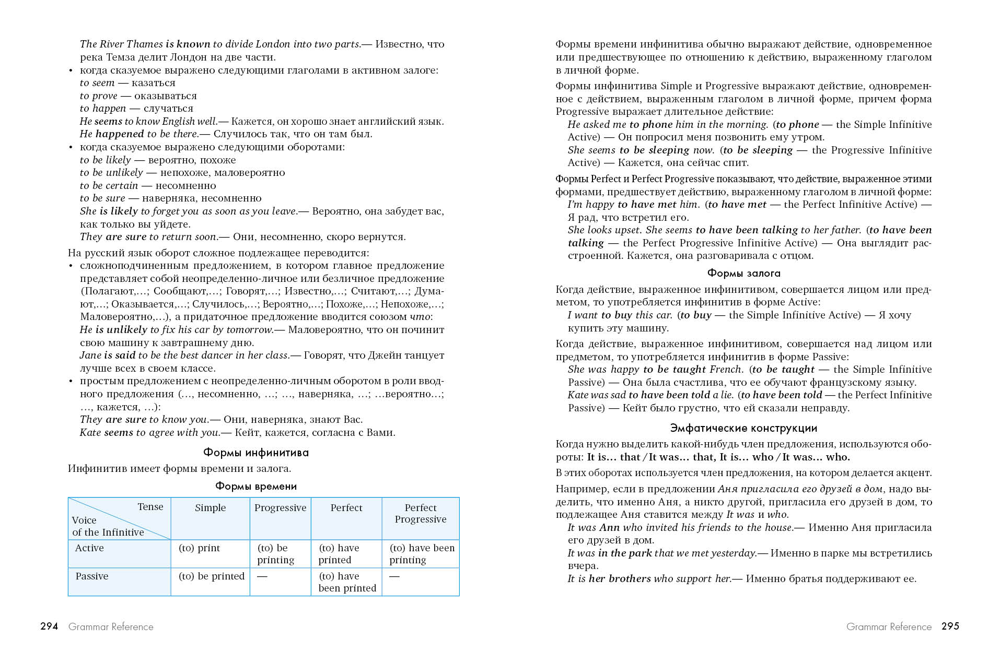 The River Thames is known to divide London into two parts.— Известно, что
река Темза делит Лондон на две части.
• когда сказуемое выражено следующими глаголами в активном залоге:
to seem — казаться
to prove — оказываться
to happen — случаться
He seems to know English well.— Кажется, он хорошо знает английский язык.
He happened to be there.— Случилось так, что он там был.
• когда сказуемое выражено следующими оборотами:
to be likely — вероятно, похоже
to be unlikely — непохоже, маловероятно
to be certain — несомненно
to be sure — наверняка, несомненно
She is likely to forget you as soon as you leave.— Вероятно, она забудет вас,
как только вы уйдете.
They are sure to return soon.— Они, несомненно, скоро вернутся.
На русский язык оборот сложное подлежащее переводится:
• сложноподчиненным предложением, в котором главное предложение
представляет собой неопределенно-личное или безличное предложение
(Полагают,…; Сообщают,…; Говорят,…; Известно,…; Считают,…; Дума-
ют,…; Оказывается,…; Случилось,…; Вероятно,…; Похоже,…; Непохоже,…;
Маловероятно,…), а придаточное предложение вводится союзом что:
He is unlikely to fix his car by tomorrow.— Маловероятно, что он починит
свою машину к завтрашнему дню.
Jane is said to be the best dancer in her class.— Говорят, что Джейн танцует
лучше всех в своем классе.
• простым предложением с неопределенно-личным оборотом в роли ввод-
ного предложения (…, несомненно, …; …, наверняка, …; …вероятно…;
…, кажется, …):
They are sure to know you.— Они, наверняка, знают Вас.
Kate seems to agree with you.— Кейт, кажется, согласна с Вами.
Формы инфинитива
Инфинитив имеет формы времени и залога.
Формы времени
Tense
Voice
of the Infinitive
Simple
Progressive
Perfect
Perfect
Progressive
Active
(to) print
(to) be
printing
(to) have
printed
(to) have been
printing
Passive
(to) be printed
—
(to) have
been printed
—
294 Grammar Reference
Формы времени инфинитива обычно выражают действие, одновременное
или предшествующее по отношению к действию, выраженному глаголом
в личной форме.
Формы инфинитива Simple и Progressive выражают действие, одновремен-
ное с действием, выраженным глаголом в личной форме, причем форма
Progressive выражает длительное действие:
He asked me to phone him in the morning. (to phone — the Simple Infinitive
Active) — Он попросил меня позвонить ему утром.
She seems to be sleeping now. (to be sleeping — the Progressive Infinitive
Active) — Кажется, она сейчас спит.
Формы Perfect и Perfect Progressive показывают, что действие, выраженное этими
формами, предшествует действию, выраженному глаголом в личной форме:
I’m happy to have met him. (to have met — the Perfect Infinitive Active) —
Я рад, что встретил его.
She looks upset. She seems to have been talking to her father. (to have been
talking — the Perfect Progressive Infinitive Active) — Она выглядит рас-
строенной. Кажется, она разговаривала с отцом.
Формы залога
Когда действие, выраженное инфинитивом, совершается лицом или пред-
метом, то употребляется инфинитив в форме Active:
I want to buy this car. (to buy — the Simple Infinitive Active) — Я хочу
купить эту машину.
Когда действие, выраженное инфинитивом, совершается над лицом или
предметом, то употребляется инфинитив в форме Passive:
She was happy to be taught French. (to be taught — the Simple Infinitive
Passive) — Она была счастлива, что ее обучают французскому языку.
Kate was sad to have been told a lie. (to have been told — the Perfect Infinitive
Passive) — Кейт было грустно, что ей сказали неправду.
Эмфатические конструкции
Когда нужно выделить какой-нибудь член предложения, используются обо-
роты: It is… that / It was… that, It is… who / It was… who.
В этих оборотах используется член предложения, на котором делается акцент.
Например, если в предложении Аня пригласила его друзей в дом, надо вы-
делить, что именно Аня, а никто другой, пригласила его друзей в дом, то
подлежащее Аня ставится между It was и who.
It was Ann who invited his friends to the house.— Именно Аня пригласила
его друзей в дом.
It was in the park that we met yesterday.— Именно в парке мы встретились
вчера.
It is her brothers who support her.— Именно братья поддерживают ее.
Grammar Reference 295